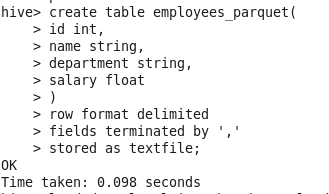 hive> create table employees_parquet(
    > id int,
    > name string,
    > department string,
    > salary float
    > )
    > row format delimited
    > fields terminated by ','
    > stored as textfile;
OK
Time taken: 0.098 seconds